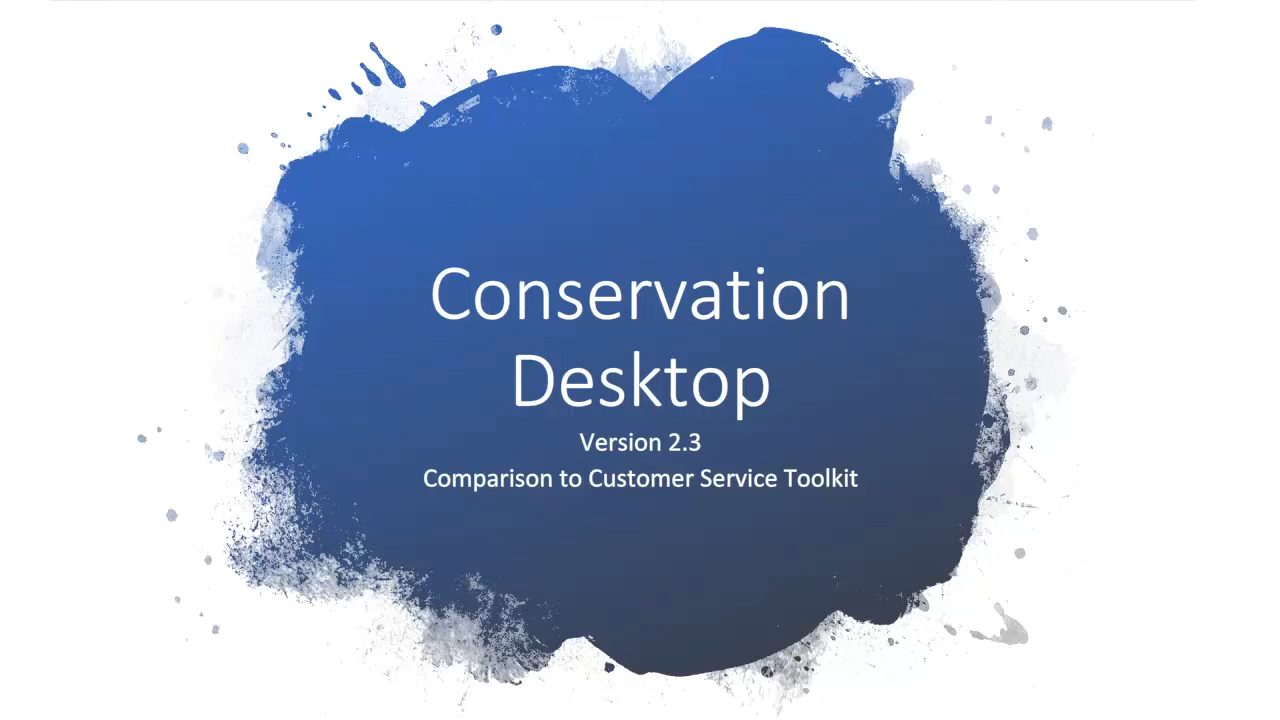 Conservation
Desktop
Version 2.3
Comparison to Customer Service Toolkit